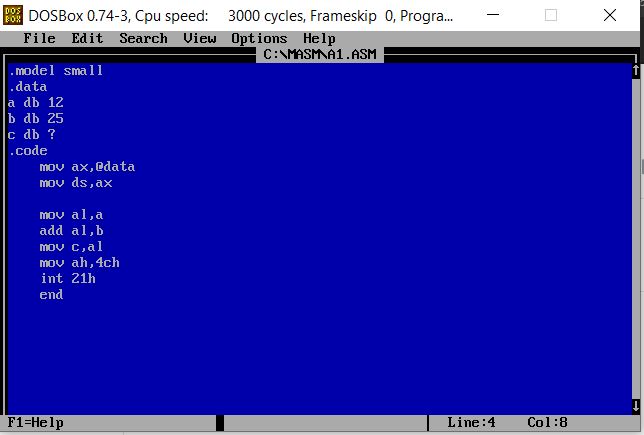 DOS
BOX
DOSBox 0.74-3, Cpu speed: 3000 cycles, Frameskip 0, Progra...
File Edit Search View Options Help
C:\MASM\A1.ASM
.model small
.data
a db 12
b db 25
c db ?
.code
mov ax,@data
mov ds,ax
mov al,a
add al,b
mov c,al
mov ah,4ch
int 21h
end
F1=Help Line:4 Col:8